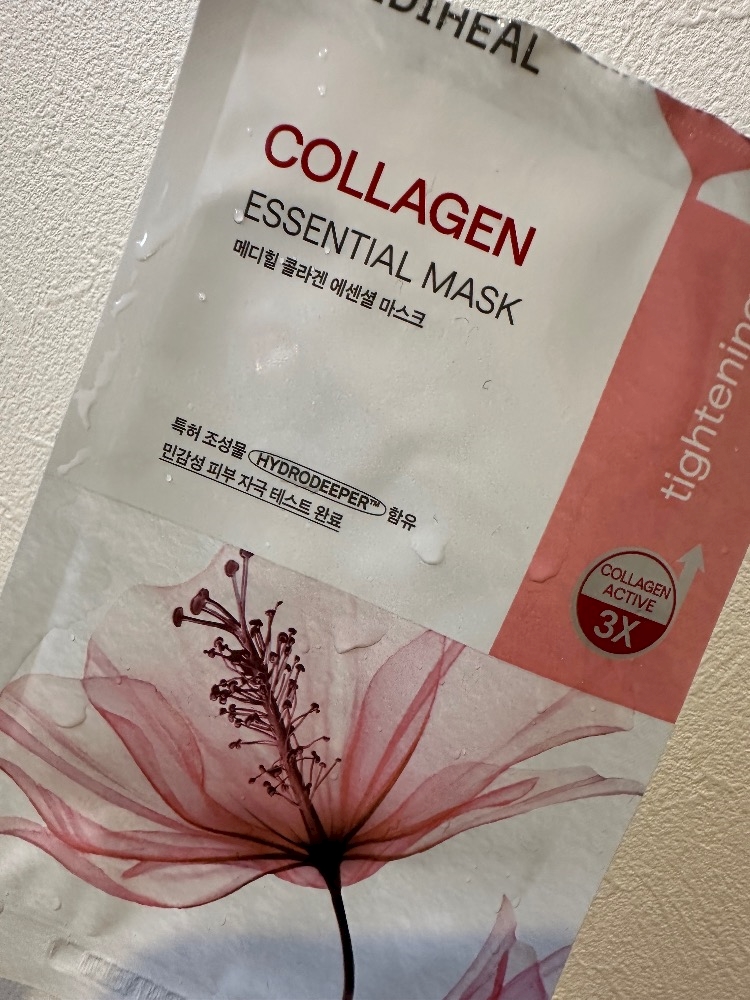 EDIHEAL
COLLAGEN
ESSENTIAL MASK
메디힐 콜라겐 에센셜 마스크
특허 조성물 HYDRODEEPER™ 함유
민감성 피부 자극 테스트 완료
tightening
COLLAGEN
ACTIVE
3X